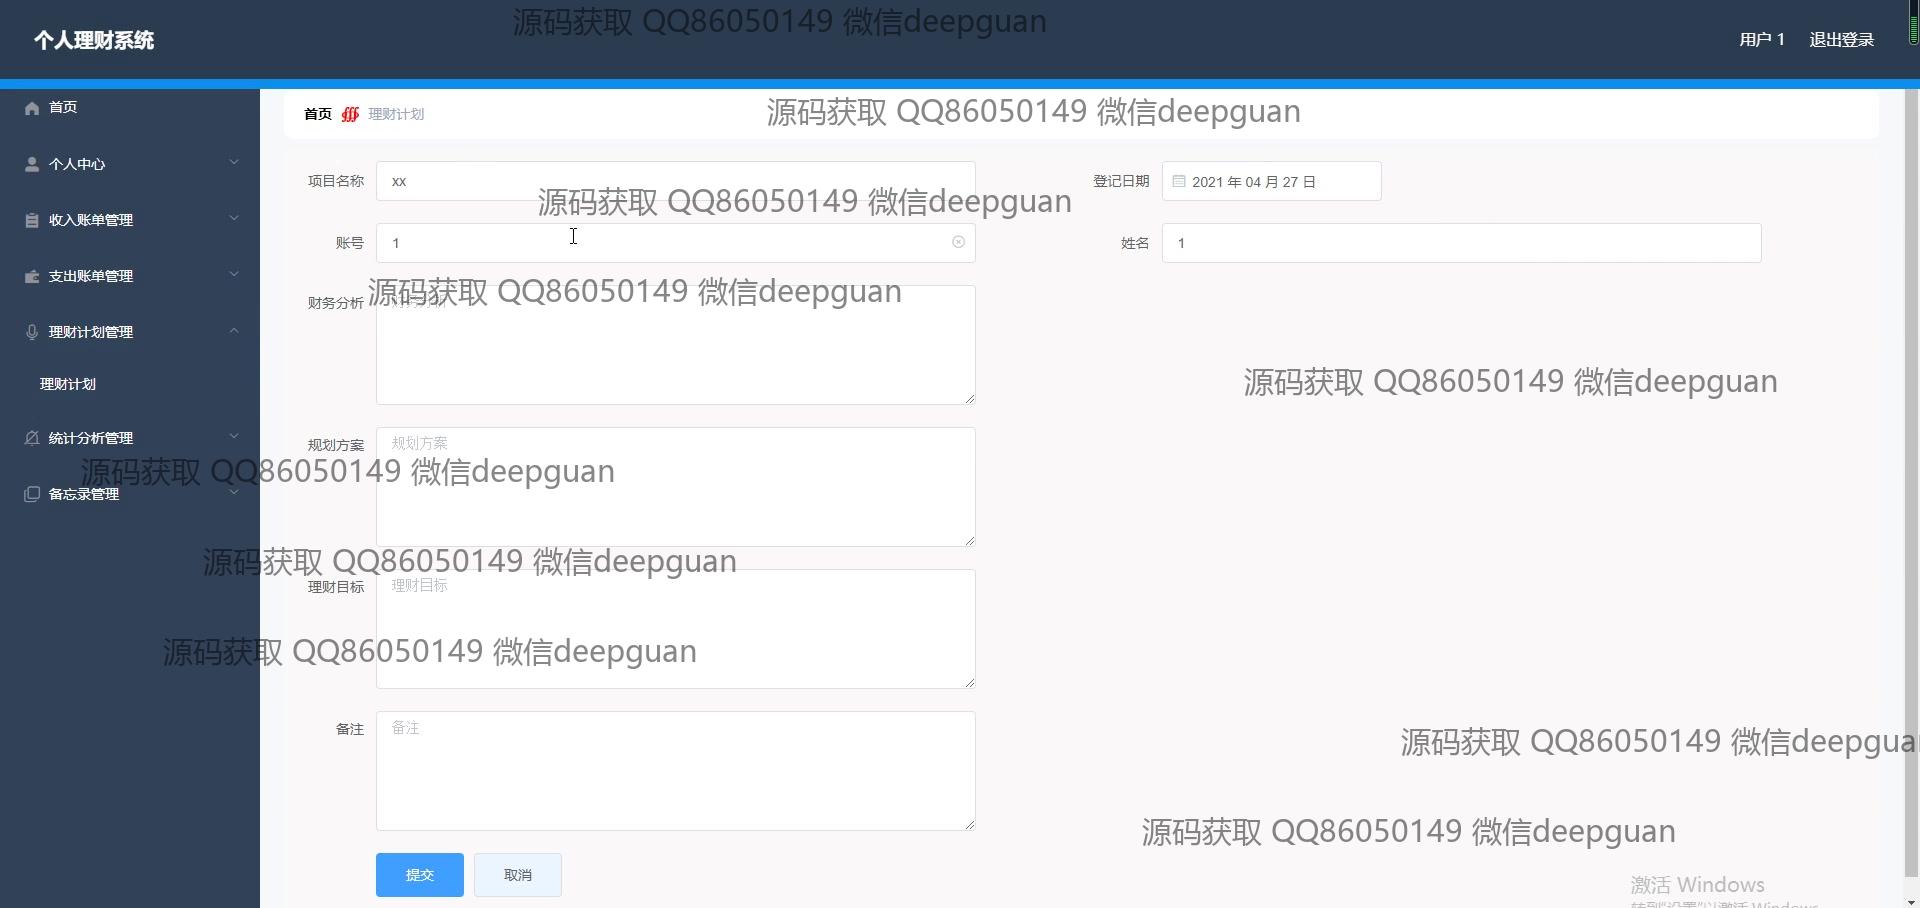 源码获取 QQ86050149 微信deepguan
个人理财系统
用户 1 退出登录
首页
首页 理财计划
源码获取 QQ86050149 微信deepguan
个人中心
项目名称 xx
登记日期 2021 年 04 月 27 日
源码获取 QQ86050149 微信deepguan
收入账单管理
账号 1
姓名 1
支出账单管理
源码获取 QQ86050149 微信deepguan
财务分析 财务分析
理财计划管理
理财计划
源码获取 QQ86050149 微信deepguan
统计分析管理
规划方案 规划方案
源码获取 QQ86050149 微信deepguan
备忘录管理
源码获取 QQ86050149 微信deepguan
理财目标 理财目标
源码获取 QQ86050149 微信deepguan
备注 备注
源码获取 QQ86050149 微信deepgua
源码获取 QQ86050149 微信deepguan
提交 取消
激活 Windows
转到"设置"以激活 Windows